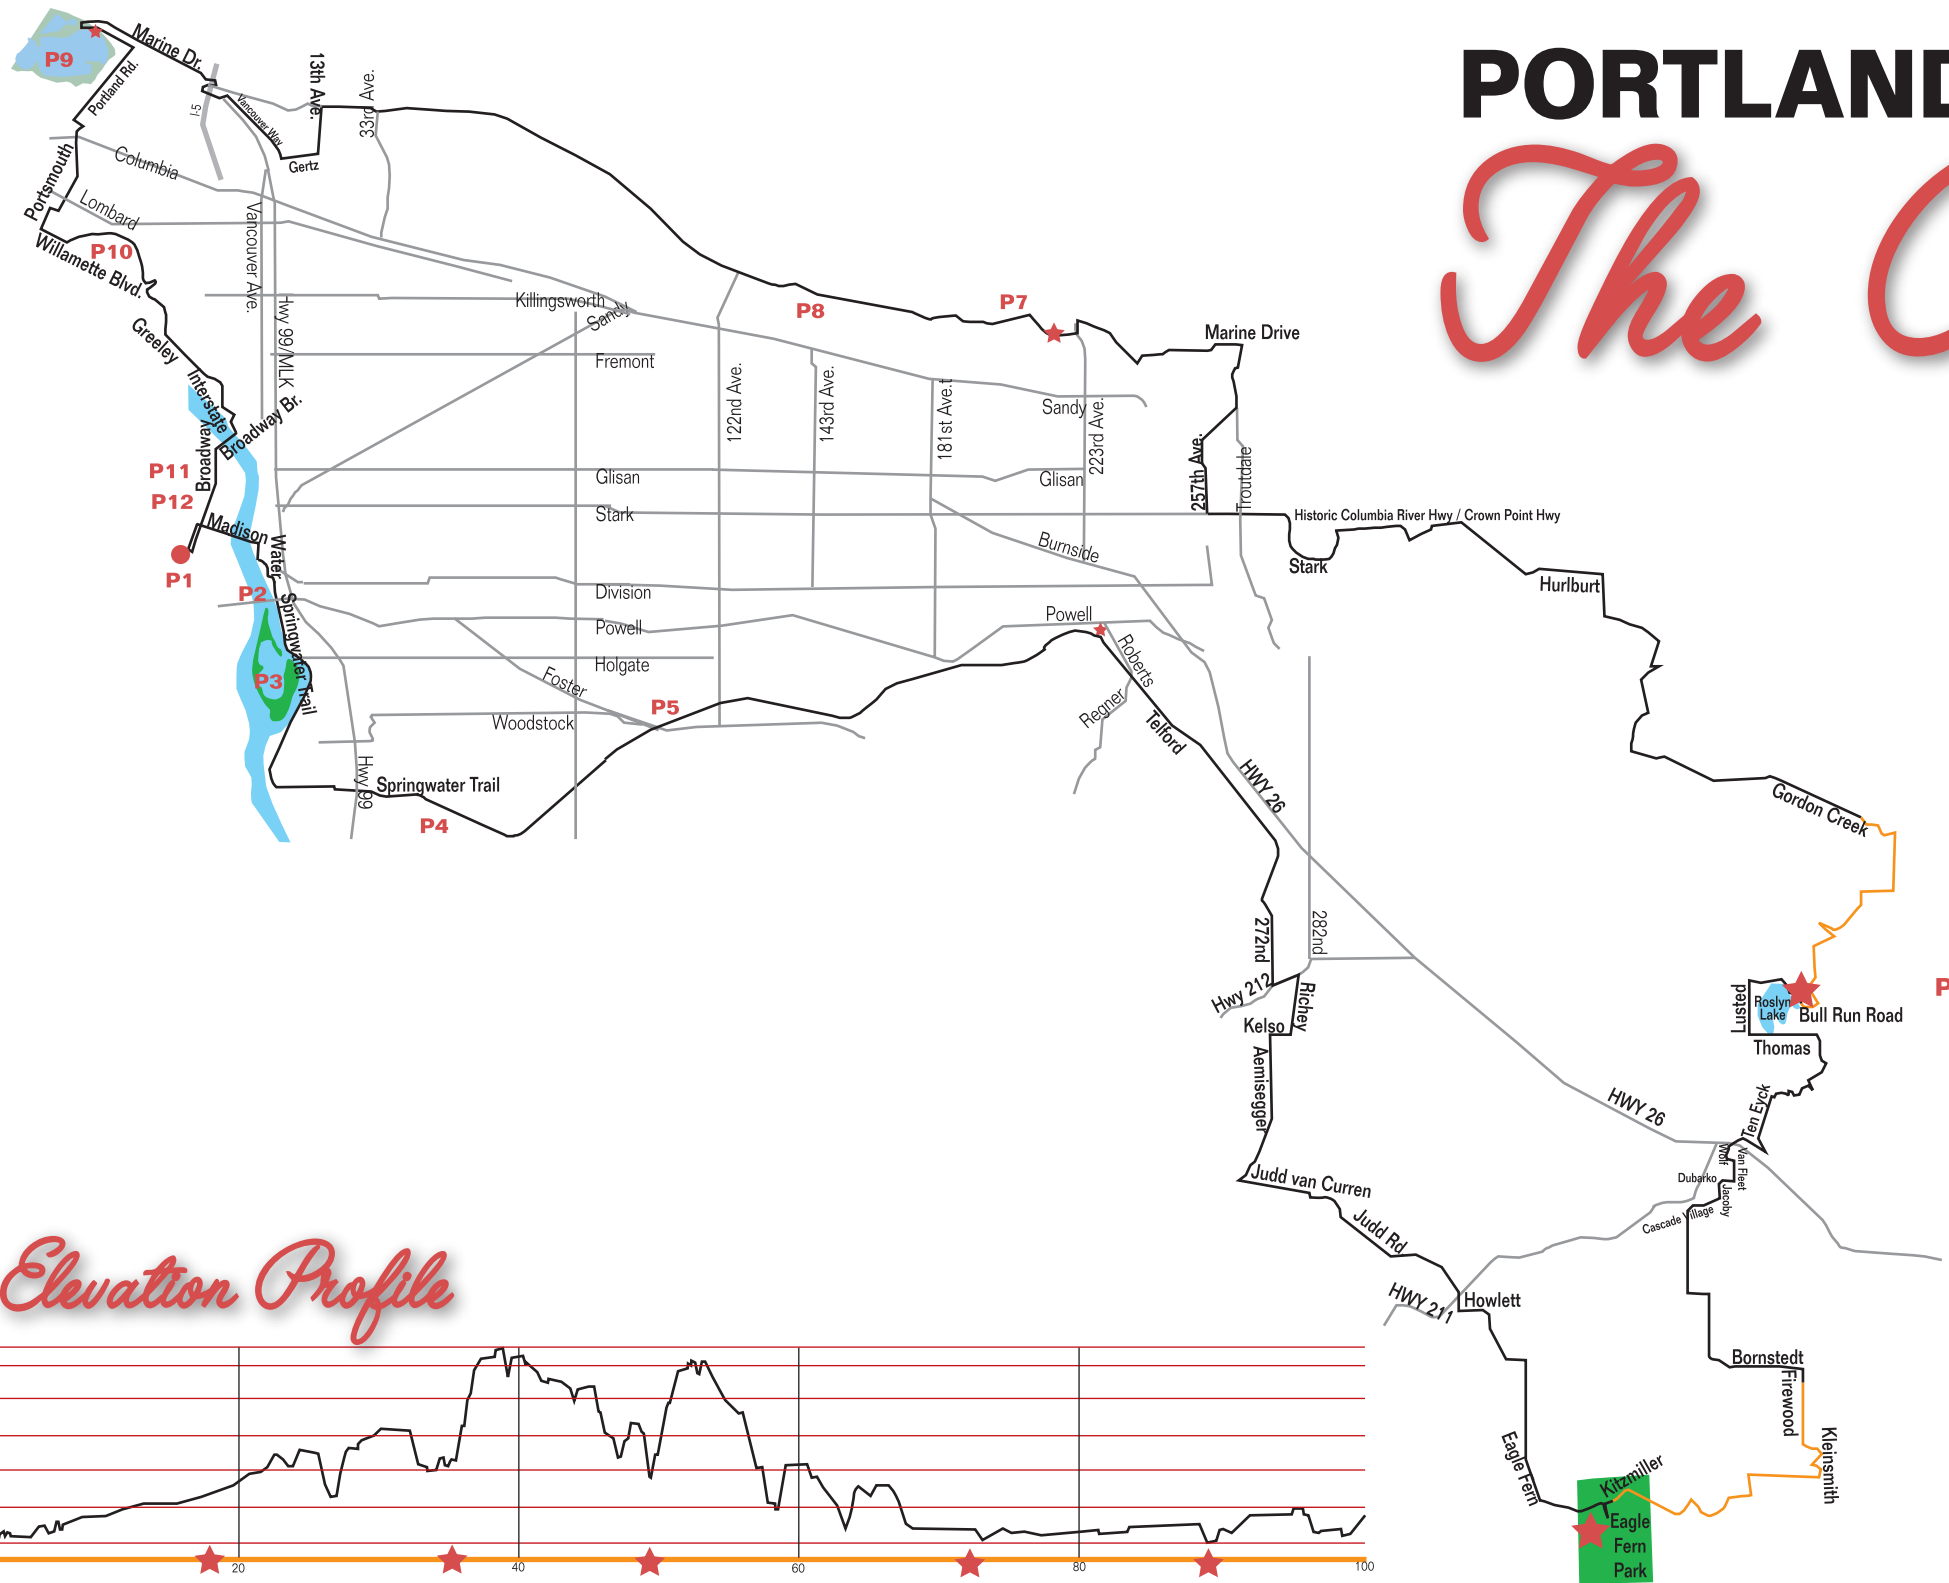 PORTLAND
The C
P9
Marine Dr.
Portland Rd.
I-5
Vancouver Way
13th Ave.
33rd Ave.
Gertz
Columbia
Portsmouth
Lombard
P10
Willamette Blvd.
Vancouver Ave.
Hwy 99/MLK
Killingsworth
Sandy
P8
P7
Marine Drive
Greeley
Fremont
Interstate
Broadway Br.
Broadway
122nd Ave.
143rd Ave.
181st Ave.t
Sandy
223rd Ave.
257th Ave.
Troutdale
P11
P12
Glisan
Glisan
Stark
Madison
Water
Burnside
Historic Columbia River Hwy / Crown Point Hwy
Stark
Hurlburt
P1
P2
Division
Springwater Trail
Powell
Powell
Roberts
Holgate
P3
Foster
P5
Woodstock
Regner
Telford
Hwy 99
Springwater Trail
P4
HWY 26
Gordon Creek
272nd
282nd
Hwy 212
Richey
Kelso
Aemisegger
P
Lusted
Roslyn
Lake
Bull Run Road
Thomas
HWY 26
Ten Eyck
Wolf
Van Fleet
Dubarko
Jacoby
Cascade Village
Judd van Curren
Judd Rd
HWY 211
Howlett
Bornstedt
Firewood
Kleinsmith
Eagle Fern
Kitzmiller
Eagle
Fern
Park
Elevation Profile
20
40
60
80
100